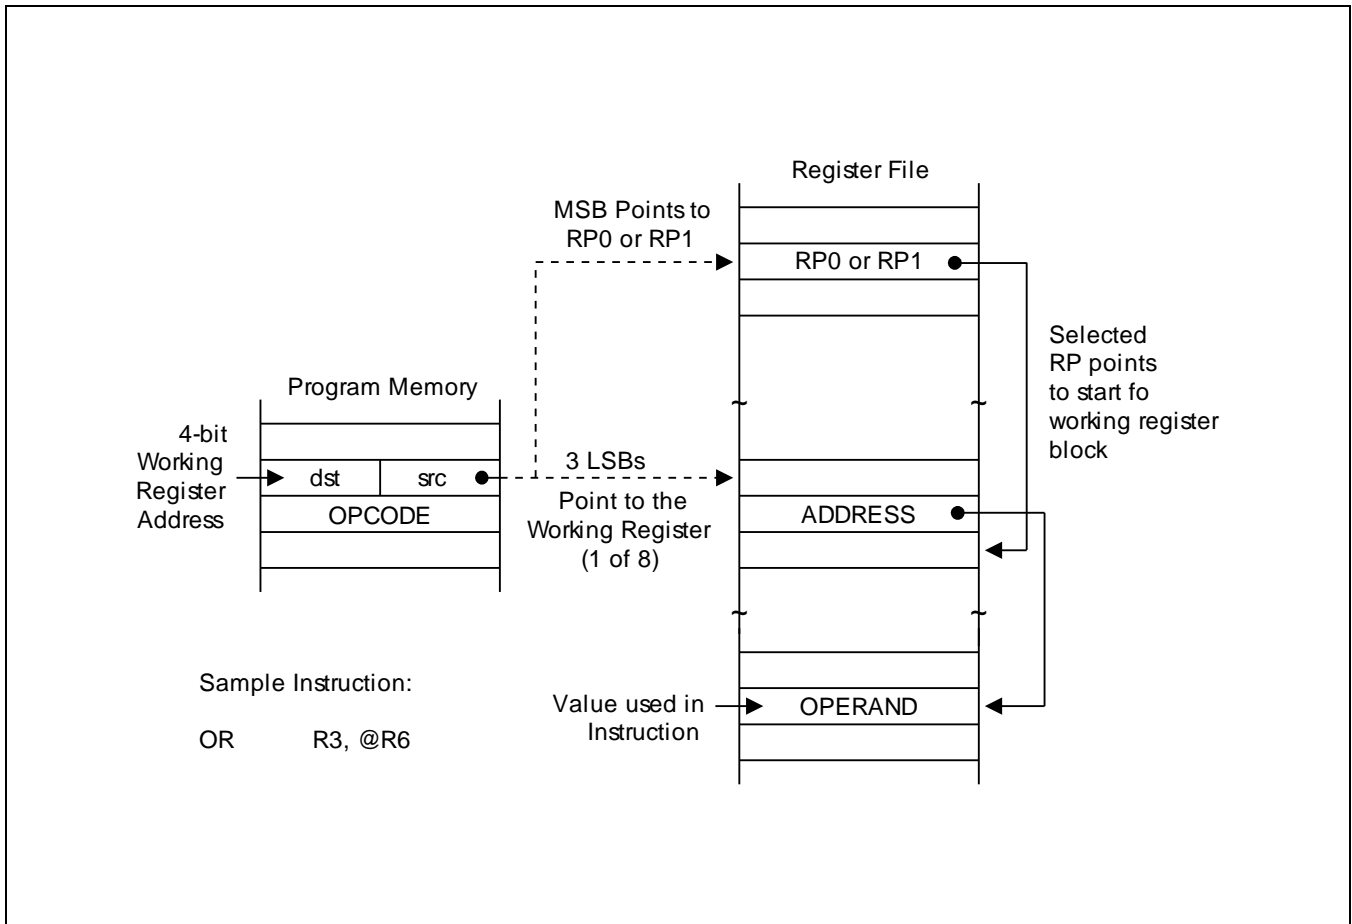 Register File
MSB Points to
RP0 or RP1
RP0 or RP1
Selected
RP points
to start fo
working register
block
Program Memory
4-bit
Working
Register
Address
dst
src
OPCODE
3 LSBs
Point to the
Working Register
(1 of 8)
ADDRESS
~
~
~
~
Sample Instruction:
OR R3, @R6
Value used in
Instruction
OPERAND